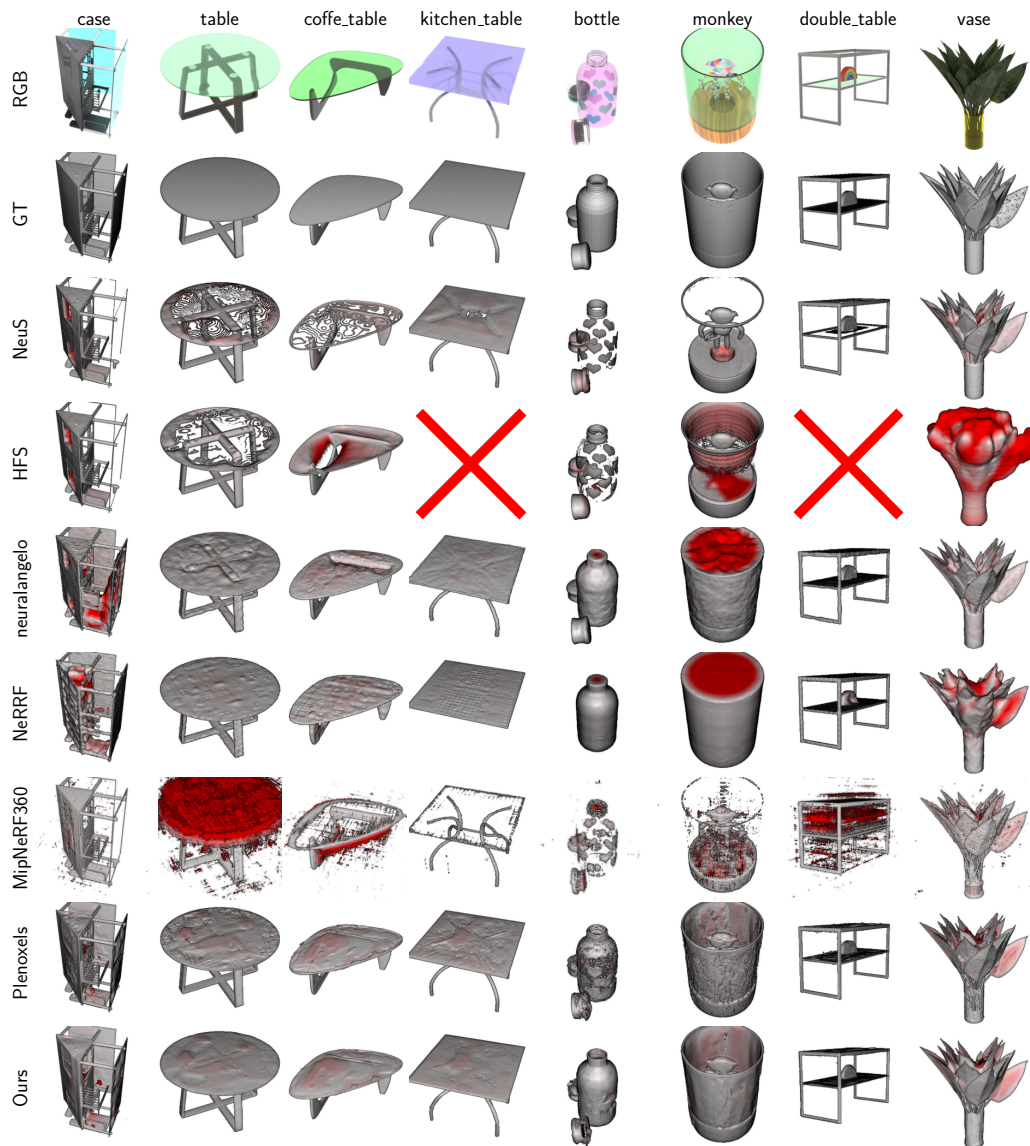 case table coffe_table kitchen_table bottle monkey double_table vase
RGB
GT
NeuS
HFS
neuralangelo
NeRRF
MipNeRF360
Plenoxels
Ours